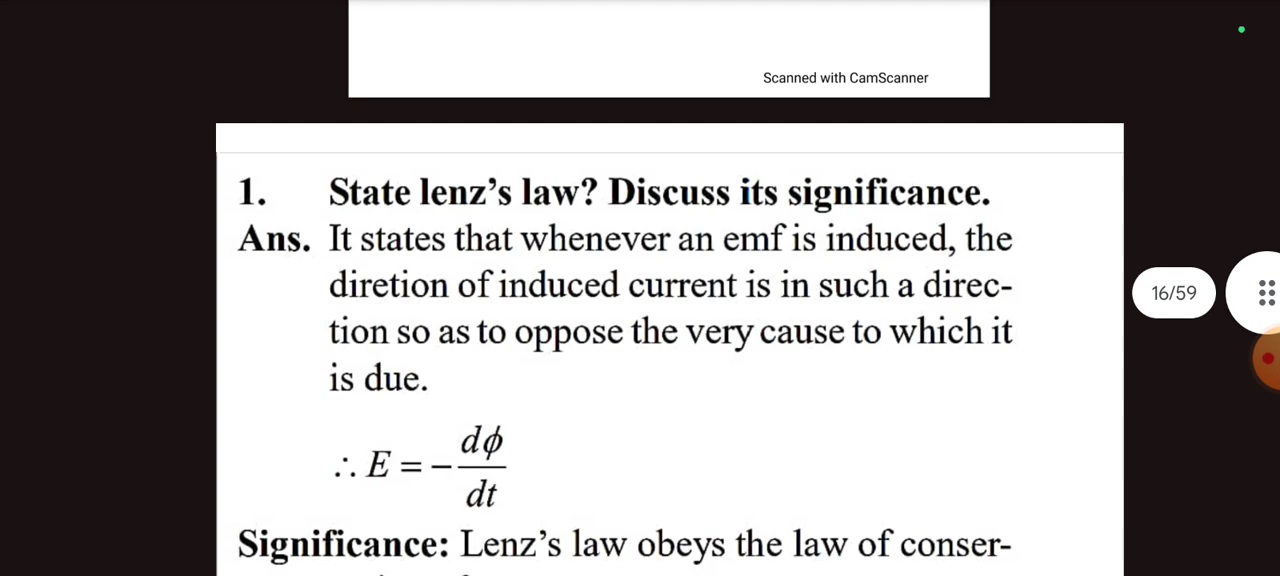 Scanned with CamScanner
1. State lenz's law? Discuss its significance.
Ans. It states that whenever an emf is induced, the
diretion of induced current is in such a direc-
16/59
tion so as to oppose the very cause to which it
is due.
∴ E = − dϕ/dt
Significance: Lenz's law obeys the law of conser-